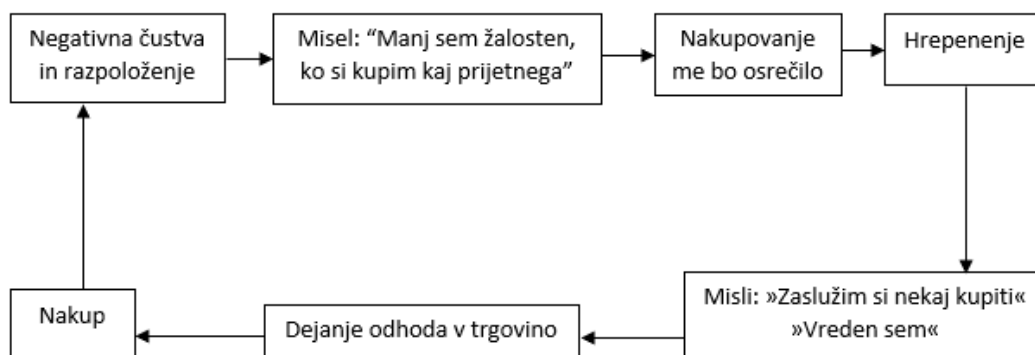 Negativna čustva
in razpoloženje
Misel: “Manj sem žalosten,
ko si kupim kaj prijetnega”
Nakupovanje
me bo osrečilo
Hrepenenje
Misli: »Zaslužim si nekaj kupiti«
»Vreden sem«
Dejanje odhoda v trgovino
Nakup